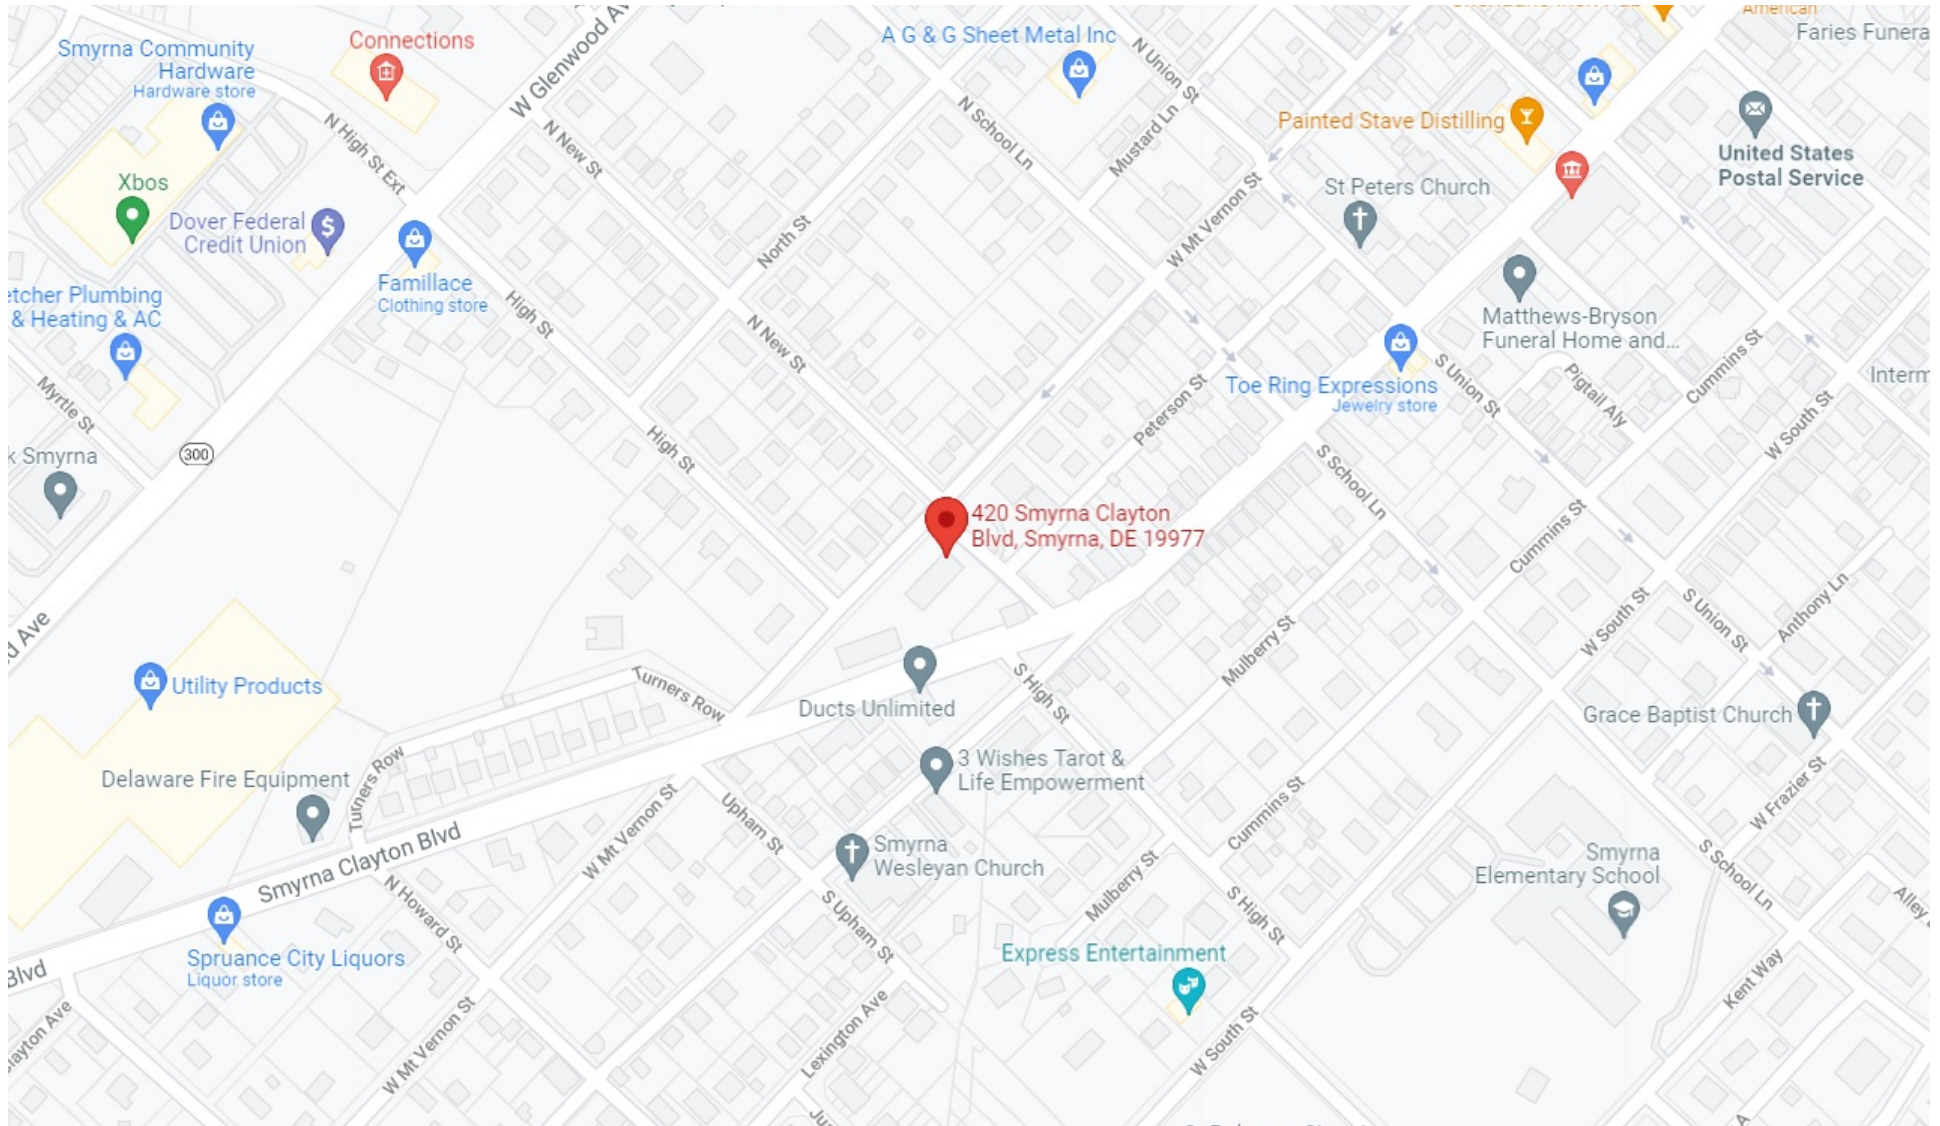 American
Faries Funera
Smyrna Community
Hardware
Hardware store
Connections
W Glenwood Av
A G & G Sheet Metal Inc
N Union St
N High St Ext
N New St
N School Ln
Mustard Ln
Painted Stave Distilling
United States
Postal Service
Xbos
Dover Federal
Credit Union
St Peters Church
W Mt Vernon St
North St
Famillace
Clothing store
etcher Plumbing
& Heating & AC
High St
N New St
Matthews-Bryson
Funeral Home and...
Toe Ring Expressions
Jewelry store
S Union St
Pigtail Aly
Cummins St
Interm
W South St
Myrtle St
Peterson St
300
High St
k Smyrna
S School Ln
420 Smyrna Clayton
Blvd, Smyrna, DE 19977
Cummins St
d Ave
Mulberry St
W South St
S Union St
Anthony Ln
Utility Products
Turners Row
Ducts Unlimited
S High St
Grace Baptist Church
Delaware Fire Equipment
Turners Row
3 Wishes Tarot &
Life Empowerment
Upham St
W Mt Vernon St
Cummins St
W Frazier St
Smyrna Clayton Blvd
Smyrna
Wesleyan Church
Smyrna
Elementary School
S School Ln
N Howard St
Mulberry St
S High St
S Upham St
Alley
Spruance City Liquors
Liquor store
Express Entertainment
Blvd
Kent Way
layton Ave
W Mt Vernon St
Lexington Ave
W South St